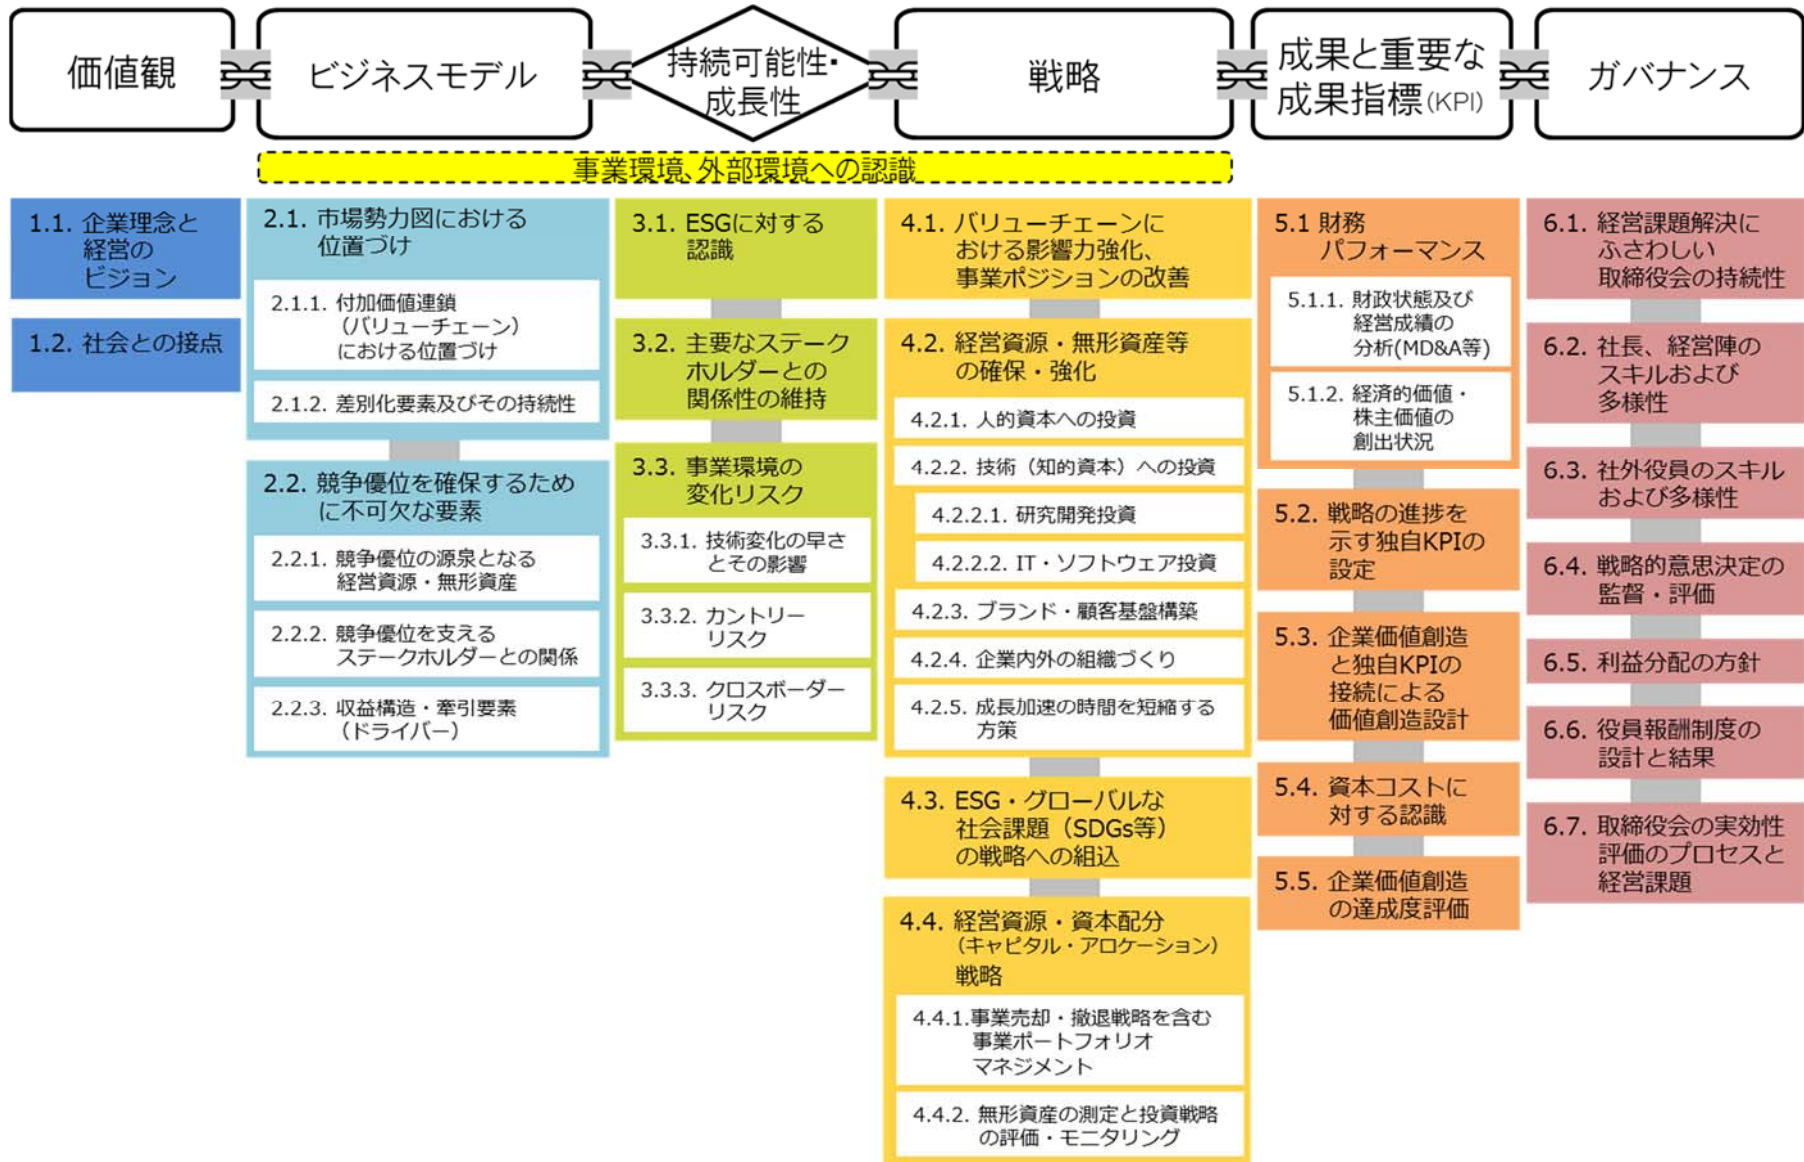 価値観
ビジネスモデル
持続可能性・
成長性
戦略
成果と重要な
成果指標(KPI)
ガバナンス
事業環境、外部環境への認識
1.1. 企業理念と
経営の
ビジョン
1.2. 社会との接点
2.1. 市場勢力図における
位置づけ
2.1.1. 付加価値連鎖
（バリューチェーン）
における位置づけ
2.1.2. 差別化要素及びその持続性
2.2. 競争優位を確保するため
に不可欠な要素
2.2.1. 競争優位の源泉となる
経営資源・無形資産
2.2.2. 競争優位を支える
ステークホルダーとの関係
2.2.3. 収益構造・牽引要素
（ドライバー）
3.1. ESGに対する
認識
3.2. 主要なステーク
ホルダーとの
関係性の維持
3.3. 事業環境の
変化リスク
3.3.1. 技術変化の早さ
とその影響
3.3.2. カントリー
リスク
3.3.3. クロスボーダー
リスク
4.1. バリューチェーンに
おける影響力強化、
事業ポジションの改善
4.2. 経営資源・無形資産等
の確保・強化
4.2.1. 人的資本への投資
4.2.2. 技術（知的資本）への投資
4.2.2.1. 研究開発投資
4.2.2.2. IT・ソフトウェア投資
4.2.3. ブランド・顧客基盤構築
4.2.4. 企業内外の組織づくり
4.2.5. 成長加速の時間を短縮する
方策
4.3. ESG・グローバルな
社会課題（SDGs等）
の戦略への組込
4.4. 経営資源・資本配分
（キャピタル・アロケーション）
戦略
4.4.1.事業売却・撤退戦略を含む
事業ポートフォリオ
マネジメント
4.4.2. 無形資産の測定と投資戦略
の評価・モニタリング
5.1 財務
パフォーマンス
5.1.1. 財政状態及び
経営成績の
分析(MD&A等)
5.1.2. 経済的価値・
株主価値の
創出状況
5.2. 戦略の進捗を
示す独自KPIの
設定
5.3. 企業価値創造
と独自KPIの
接続による
価値創造設計
5.4. 資本コストに
対する認識
5.5. 企業価値創造
の達成度評価
6.1. 経営課題解決に
ふさわしい
取締役会の持続性
6.2. 社長、経営陣の
スキルおよび
多様性
6.3. 社外役員のスキル
および多様性
6.4. 戦略的意思決定の
監督・評価
6.5. 利益分配の方針
6.6. 役員報酬制度の
設計と結果
6.7. 取締役会の実効性
評価のプロセスと
経営課題